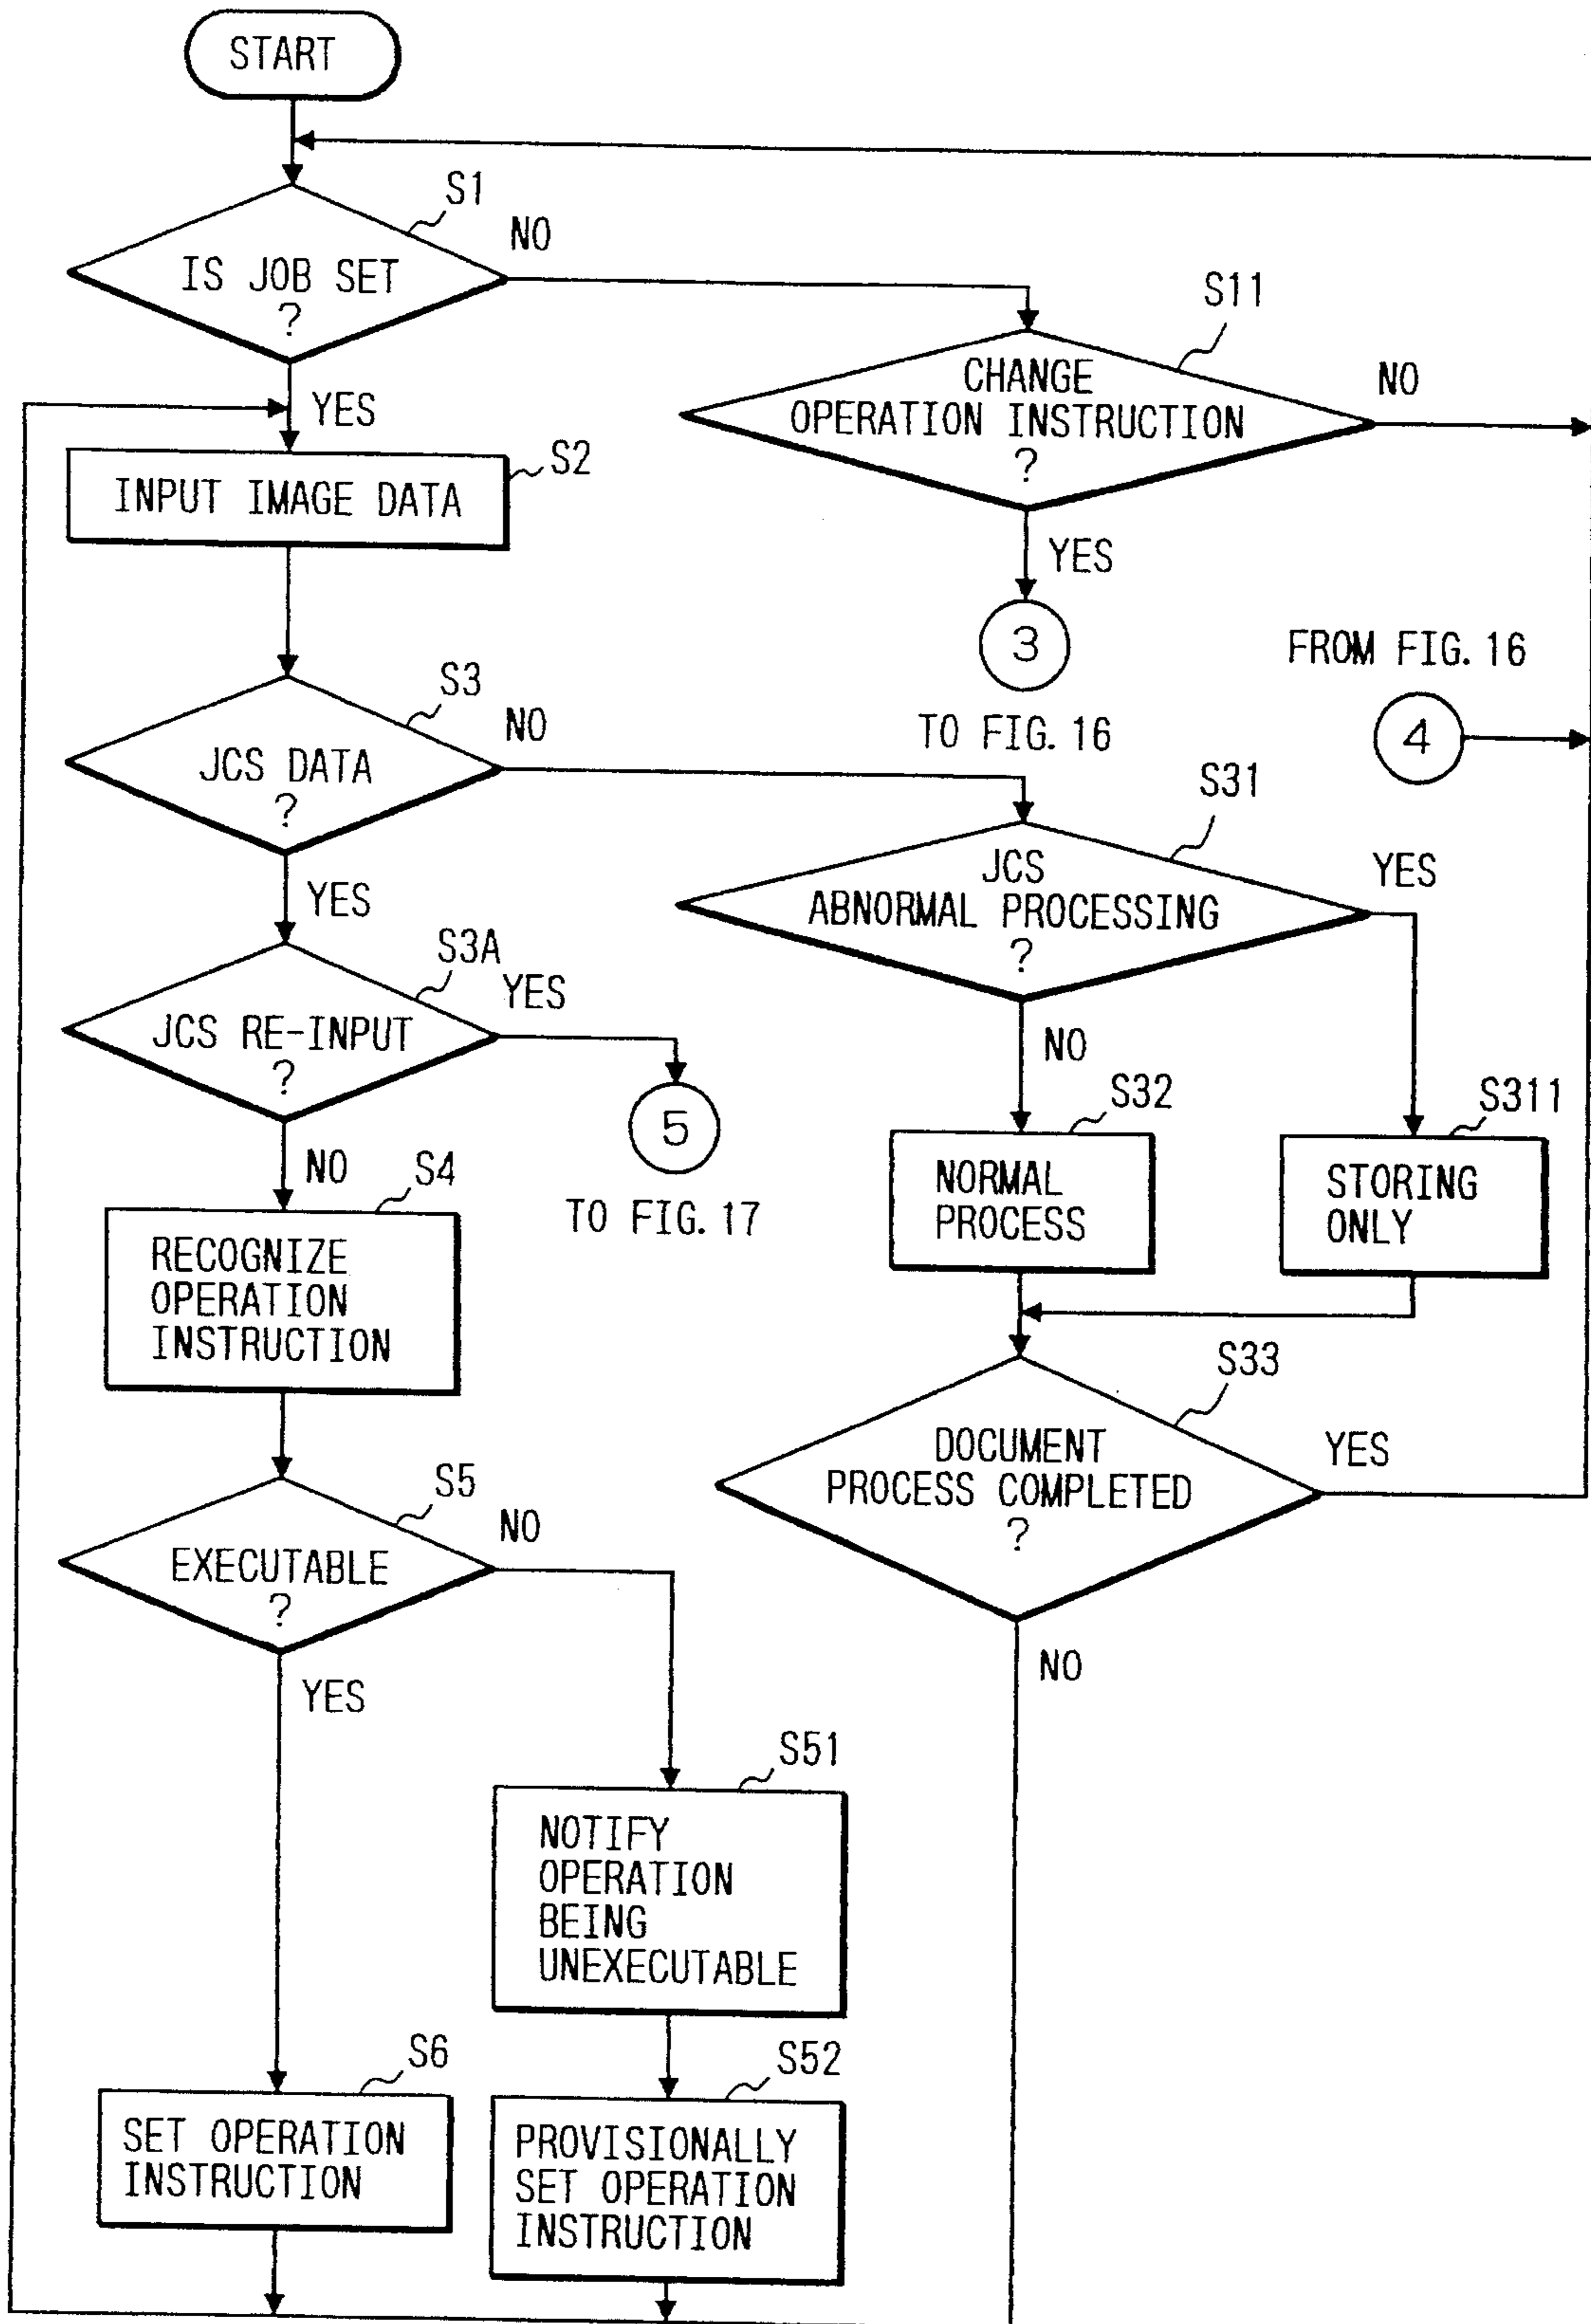 START
S1
NO
IS JOB SET
?
YES
S11
CHANGE
OPERATION INSTRUCTION
?
NO
YES
3
TO FIG. 16
S2
INPUT IMAGE DATA
FROM FIG. 16
4
S3
NO
JCS DATA
?
YES
S31
JCS
ABNORMAL PROCESSING
?
YES
NO
S3A
YES
JCS RE-INPUT
?
NO
5
TO FIG. 17
S32
NORMAL
PROCESS
S311
STORING
ONLY
S4
RECOGNIZE
OPERATION
INSTRUCTION
S33
DOCUMENT
PROCESS COMPLETED
?
YES
NO
S5
NO
EXECUTABLE
?
YES
S51
NOTIFY
OPERATION
BEING
UNEXECUTABLE
S6
SET OPERATION
INSTRUCTION
S52
PROVISIONALLY
SET OPERATION
INSTRUCTION